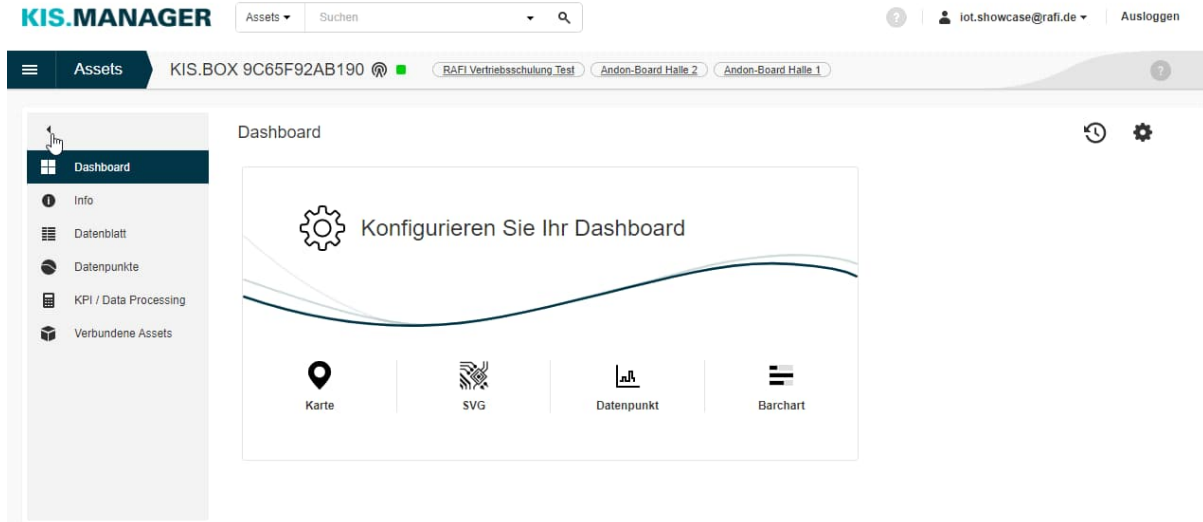 KIS.MANAGER Assets Suchen ? iot.showcase@rafi.de Ausloggen
Assets KIS.BOX 9C65F92AB190 RAFI Vertriebsschulung Test Andon-Board Halle 2 Andon-Board Halle 1 ?
Dashboard
Dashboard
Info
Datenblatt
Datenpunkte
KPI / Data Processing
Verbundene Assets
Konfigurieren Sie Ihr Dashboard
Karte SVG Datenpunkt Barchart